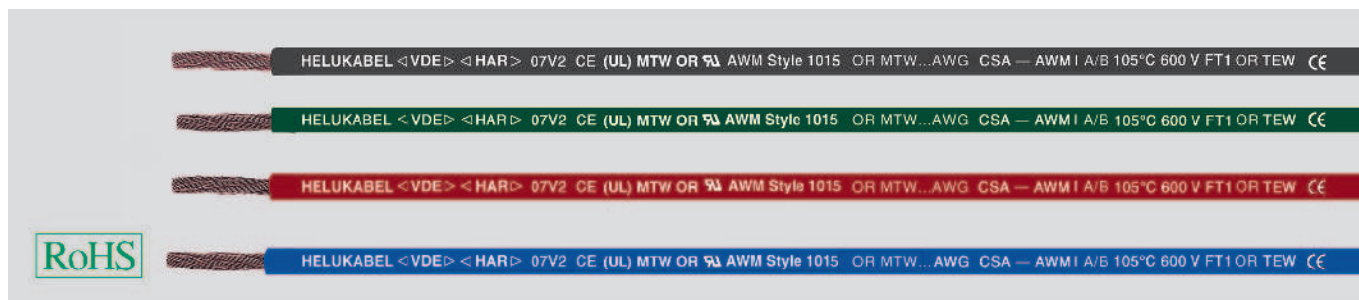 HELUKABEL ◁VDE▷ ◁HAR▷ 07V2 CE (UL) MTW OR RU AWM Style 1015 OR MTW...AWG CSA — AWM I A/B 105°C 600 V FT1 OR TEW CE
HELUKABEL ◁VDE▷ ◁HAR▷ 07V2 CE (UL) MTW OR RU AWM Style 1015 OR MTW...AWG CSA — AWM I A/B 105°C 600 V FT1 OR TEW CE
HELUKABEL ◁VDE▷ ◁HAR▷ 07V2 CE (UL) MTW OR RU AWM Style 1015 OR MTW...AWG CSA — AWM I A/B 105°C 600 V FT1 OR TEW CE
HELUKABEL ◁VDE▷ ◁HAR▷ 07V2 CE (UL) MTW OR RU AWM Style 1015 OR MTW...AWG CSA — AWM I A/B 105°C 600 V FT1 OR TEW CE
RoHS